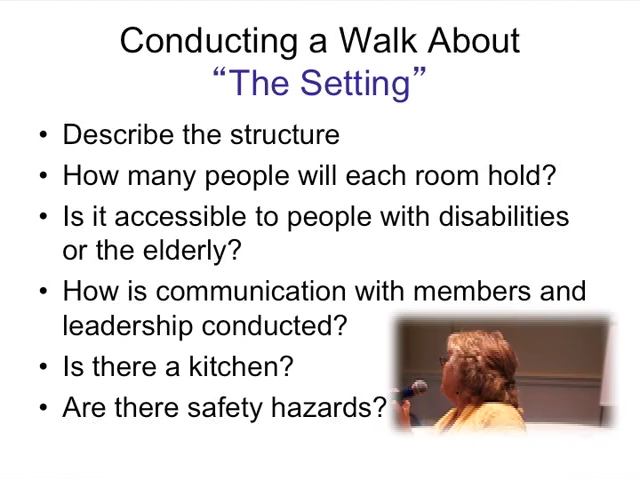 Conducting a Walk About
“The Setting”
• Describe the structure
• How many people will each room hold?
• Is it accessible to people with disabilities
or the elderly?
• How is communication with members and
leadership conducted?
• Is there a kitchen?
• Are there safety hazards?